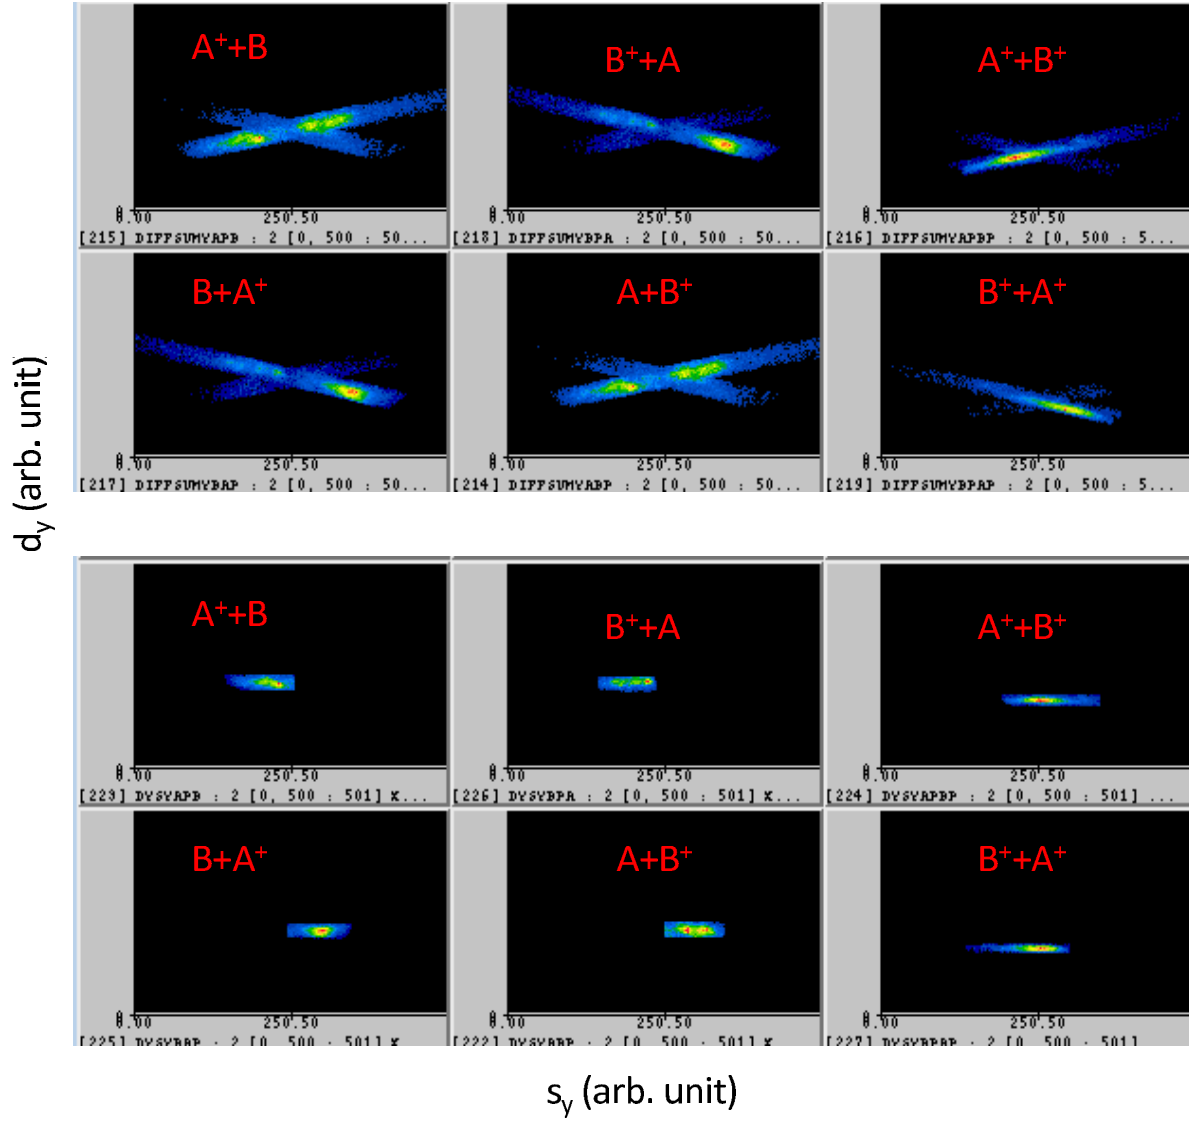 A⁺+B
B⁺+A
A⁺+B⁺
0.00 250.50
0.00 250.50
0.00 250.50
[215] DIFFSUMYAPB : 2 [0, 500 : 50...
[218] DIFFSUMYBPA : 2 [0, 500 : 50...
[216] DIFFSUMYAPBP : 2 [0, 500 : 5...
B+A⁺
A+B⁺
B⁺+A⁺
0.00 250.50
0.00 250.50
0.00 250.50
[217] DIFFSUMYBAP : 2 [0, 500 : 50...
[214] DIFFSUMYABP : 2 [0, 500 : 50...
[219] DIFFSUMYBPAP : 2 [0, 500 : 5...
dy (arb. unit)
A⁺+B
B⁺+A
A⁺+B⁺
0.00 250.50
0.00 250.50
0.00 250.50
[223] DYSYAPB : 2 [0, 500 : 501] K...
[226] DYSYBPA : 2 [0, 500 : 501] K...
[224] DYSYAPBP : 2 [0, 500 : 501] ...
B+A⁺
A+B⁺
B⁺+A⁺
0.00 250.50
0.00 250.50
0.00 250.50
sy (arb. unit)